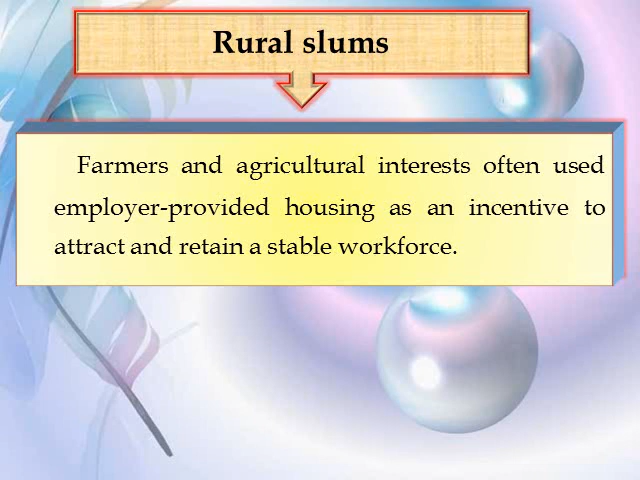 Rural slums
Farmers and agricultural interests often used
employer-provided housing as an incentive to
attract and retain a stable workforce.